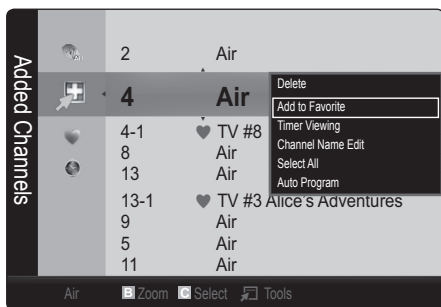 Added Channels
2 Air
4 Air
4-1 TV #8
8 Air
13 Air
13-1 TV #3 Alice's Adventures
9 Air
5 Air
11 Air
Delete
Add to Favorite
Timer Viewing
Channel Name Edit
Select All
Auto Program
Air B Zoom C Select Tools